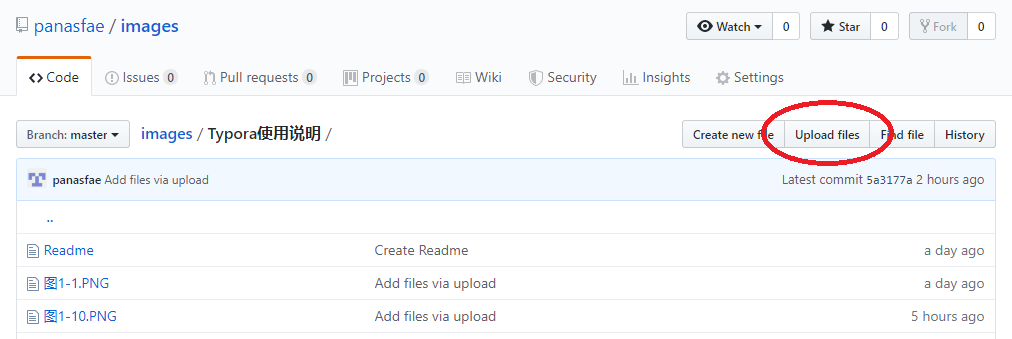 panasfae / images Watch 0 Star 0 Fork 0
Code Issues 0 Pull requests 0 Projects 0 Wiki Security Insights Settings
Branch: master images / Typora使用说明 / Create new file Upload files Find file History
panasfae Add files via upload Latest commit 5a3177a 2 hours ago
..
Readme Create Readme a day ago
图1-1.PNG Add files via upload a day ago
图1-10.PNG Add files via upload 5 hours ago